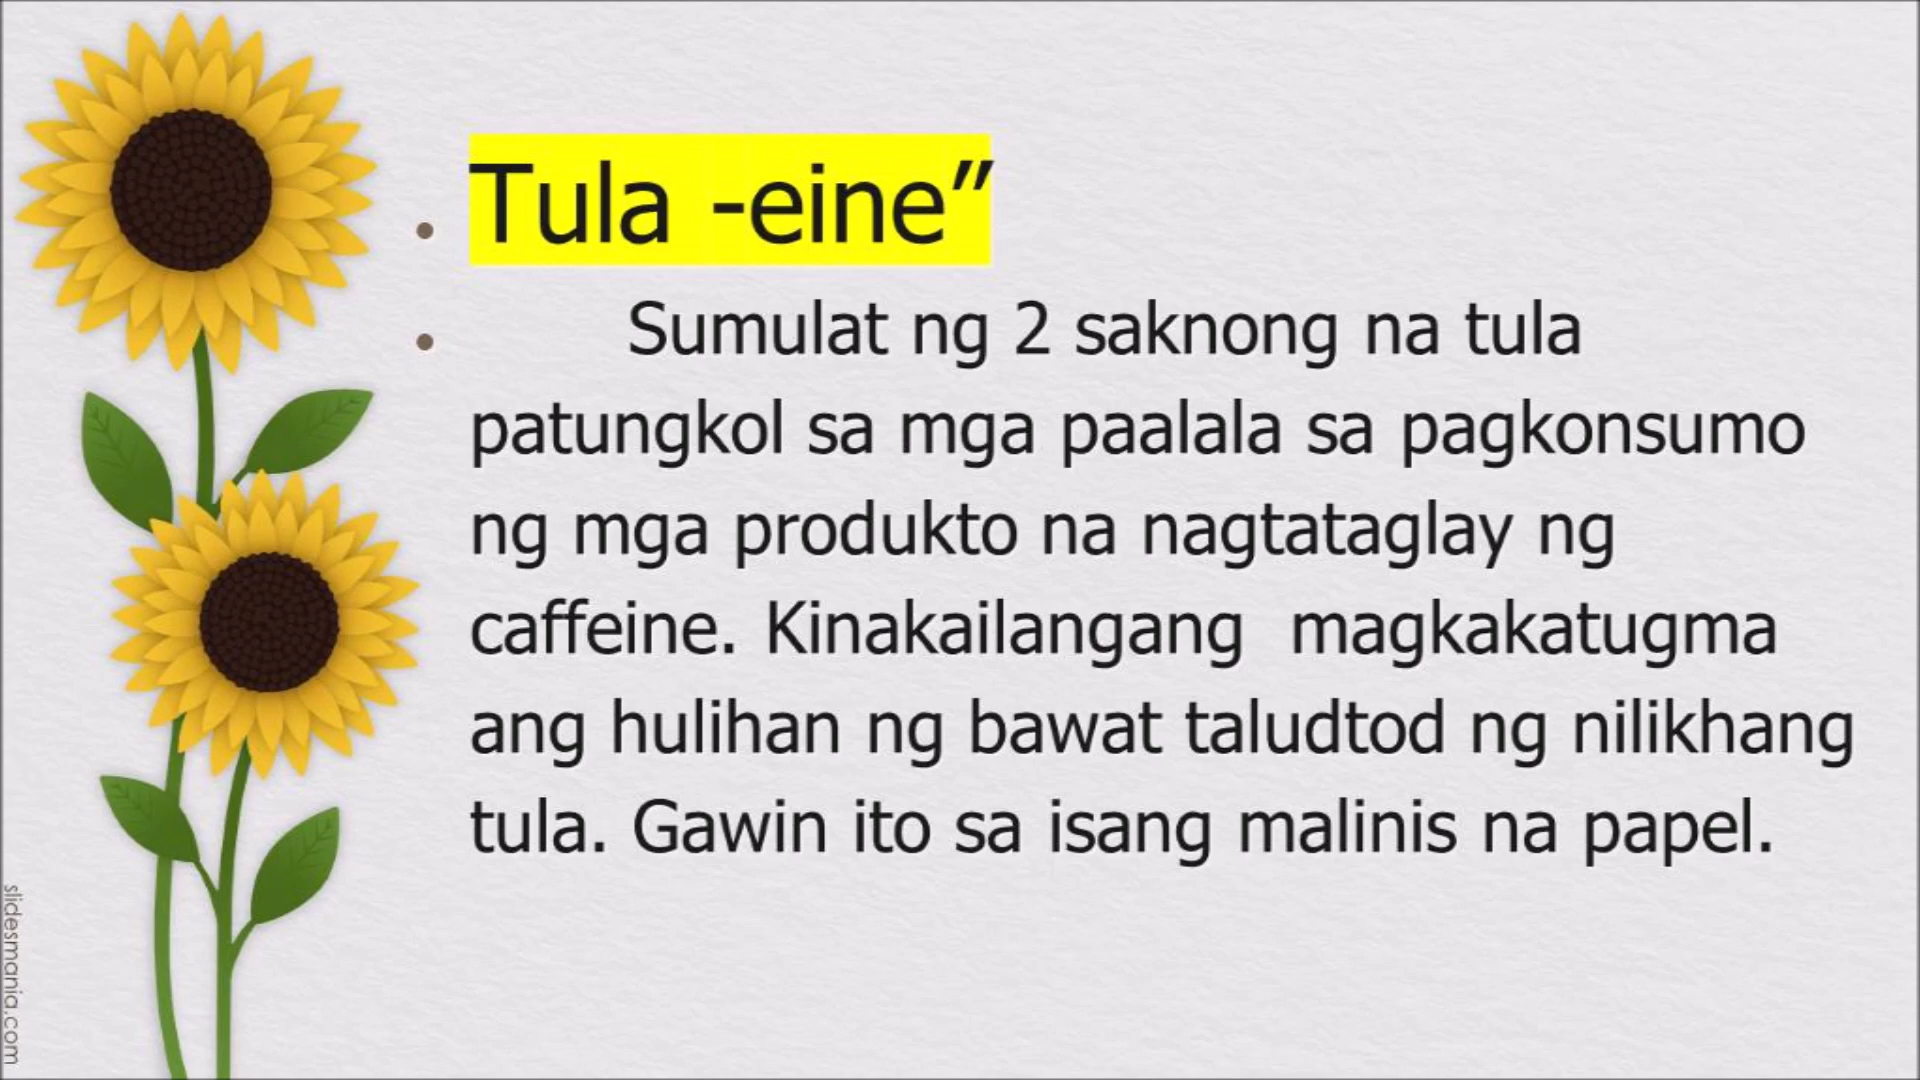 Tula -eine”
Sumulat ng 2 saknong na tula
patungkol sa mga paalala sa pagkonsumo
ng mga produkto na nagtataglay ng
caffeine. Kinakailangang magkakatugma
ang hulihan ng bawat taludtod ng nilikhang
tula. Gawin ito sa isang malinis na papel.
slidesmania.com